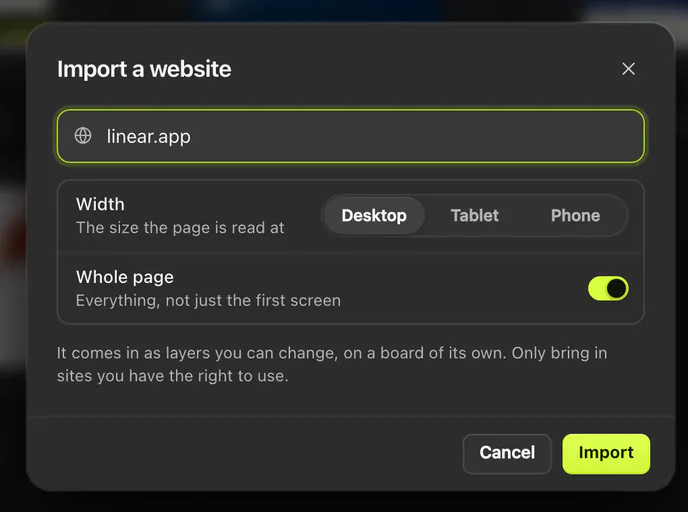 Import a website
linear.app
Width
The size the page is read at
Desktop
Tablet
Phone
Whole page
Everything, not just the first screen
It comes in as layers you can change, on a board of its own. Only bring in
sites you have the right to use.
Cancel
Import